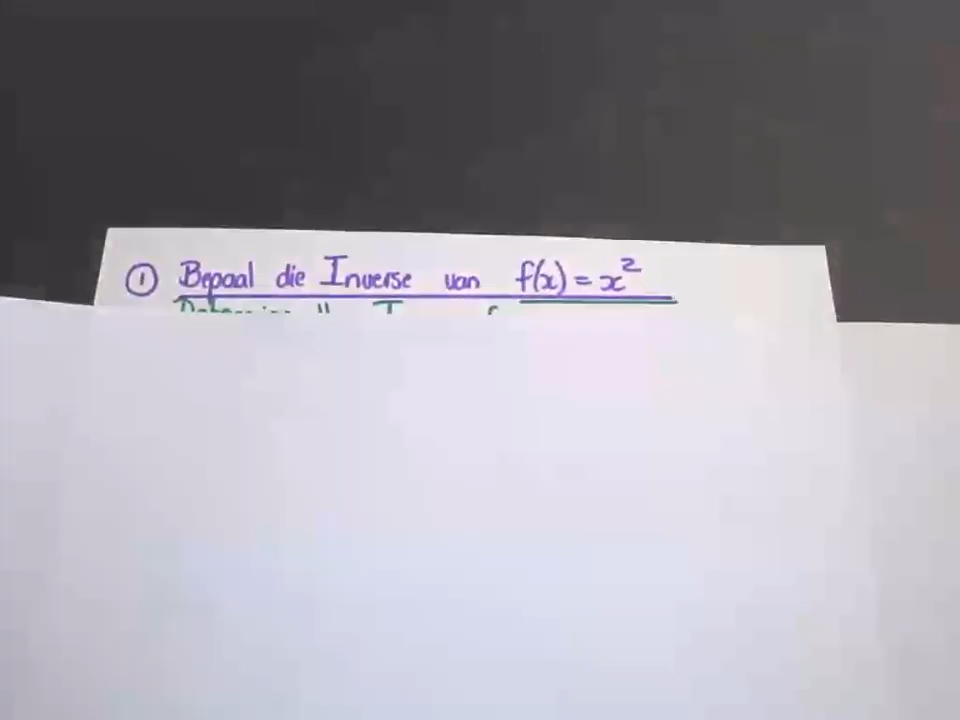 ① Bepaal die Inverse van f(x) = x²